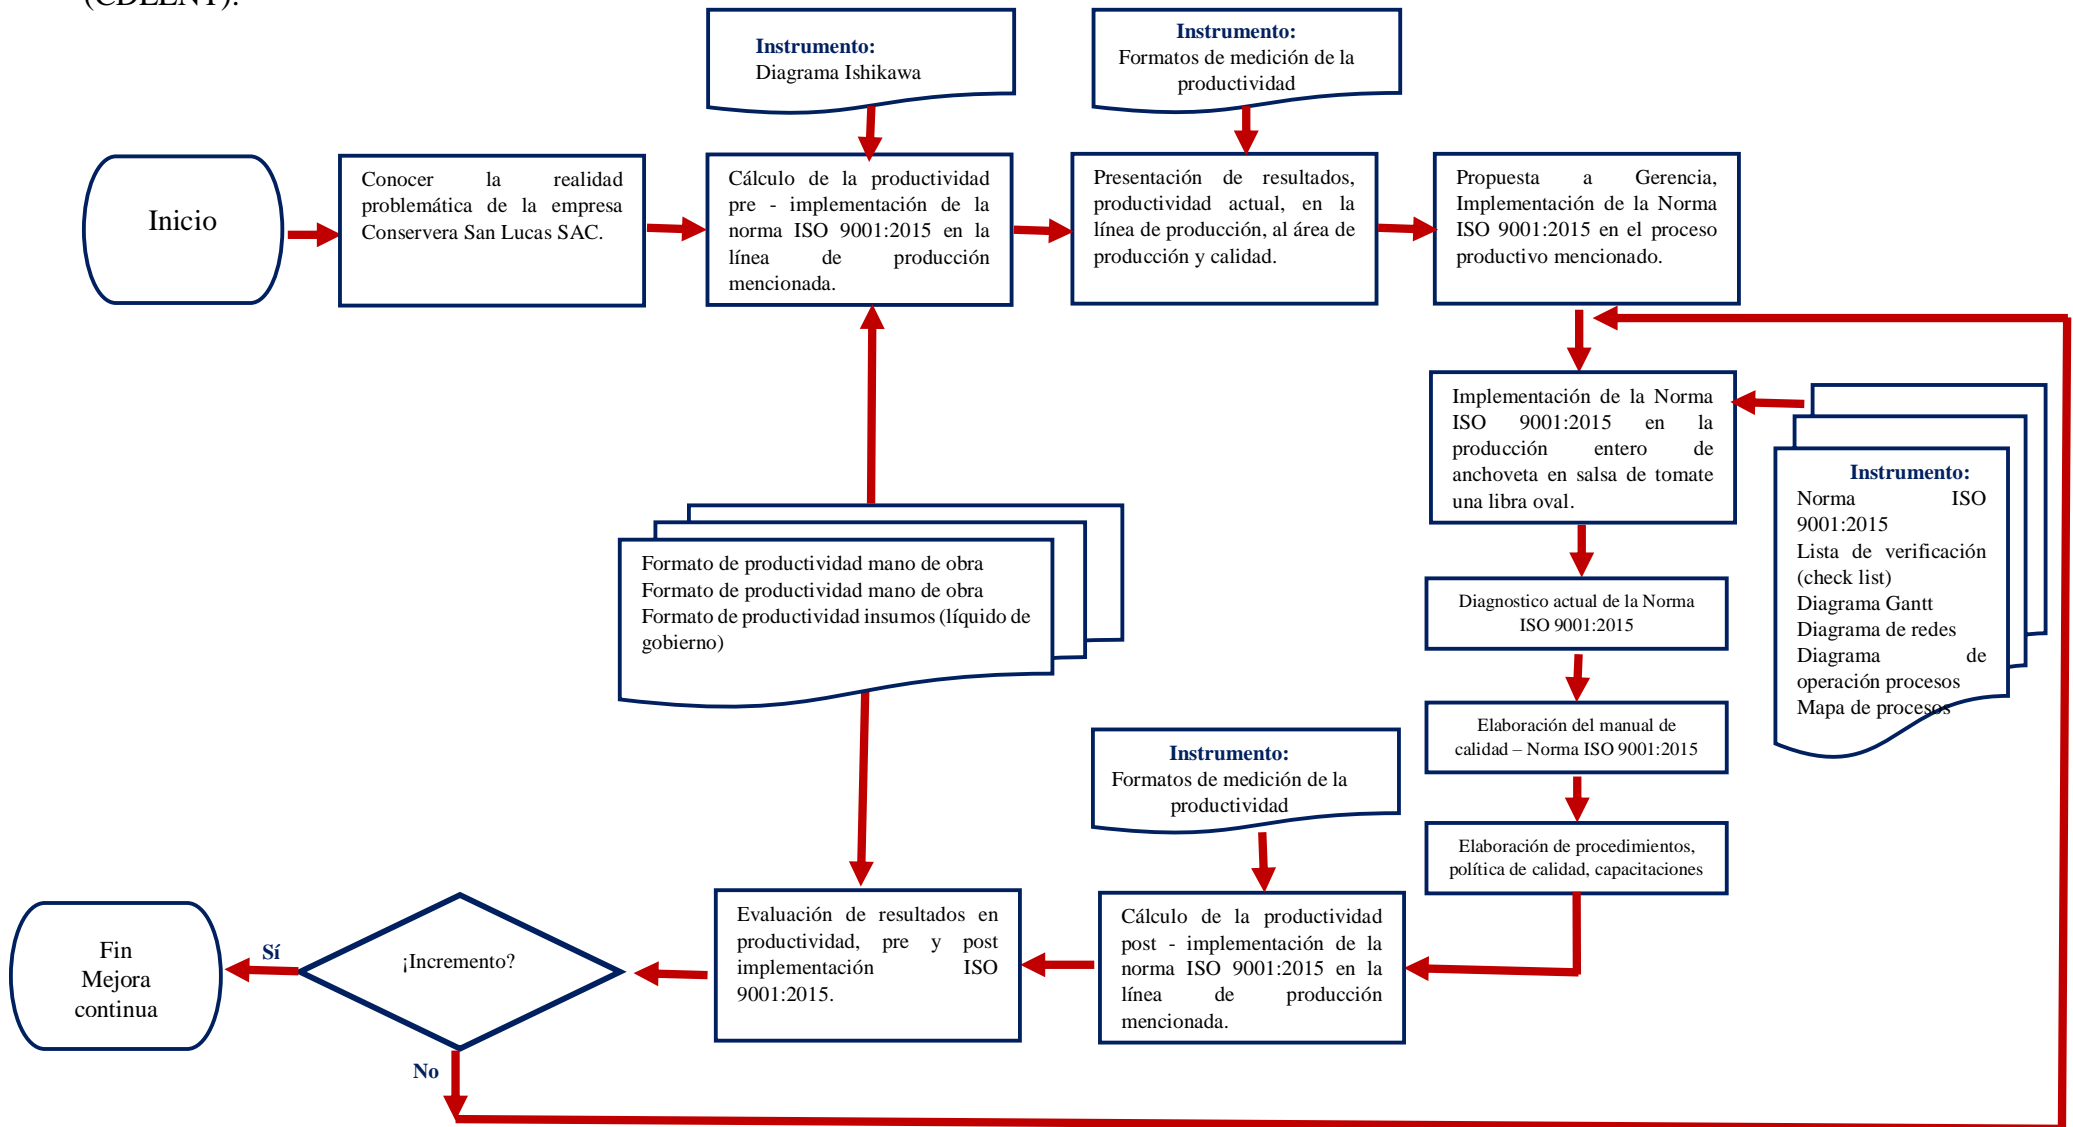 Instrumento:
Diagrama Ishikawa
Instrumento:
Formatos de medición de la
productividad
Inicio
Conocer la realidad
problemática de la empresa
Conservera San Lucas SAC.
Cálculo de la productividad
pre - implementación de la
norma ISO 9001:2015 en la
línea de producción
mencionada.
Presentación de resultados,
productividad actual, en la
línea de producción, al área de
producción y calidad.
Propuesta a Gerencia,
Implementación de la Norma
ISO 9001:2015 en el proceso
productivo mencionado.
Implementación de la Norma
ISO 9001:2015 en la
producción entero de
anchoveta en salsa de tomate
una libra oval.
Instrumento:
Norma ISO
9001:2015
Lista de verificación
(check list)
Diagrama Gantt
Diagrama de redes
Diagrama de
operación procesos
Mapa de procesos
Formato de productividad mano de obra
Formato de productividad mano de obra
Formato de productividad insumos (líquido de
gobierno)
Diagnostico actual de la Norma
ISO 9001:2015
Elaboración del manual de
calidad – Norma ISO 9001:2015
Elaboración de procedimientos,
política de calidad, capacitaciones
Instrumento:
Formatos de medición de la
productividad
Cálculo de la productividad
post - implementación de la
norma ISO 9001:2015 en la
línea de producción
mencionada.
Evaluación de resultados en
productividad, pre y post
implementación ISO
9001:2015.
¡Incremento?
Sí
No
Fin
Mejora
continua